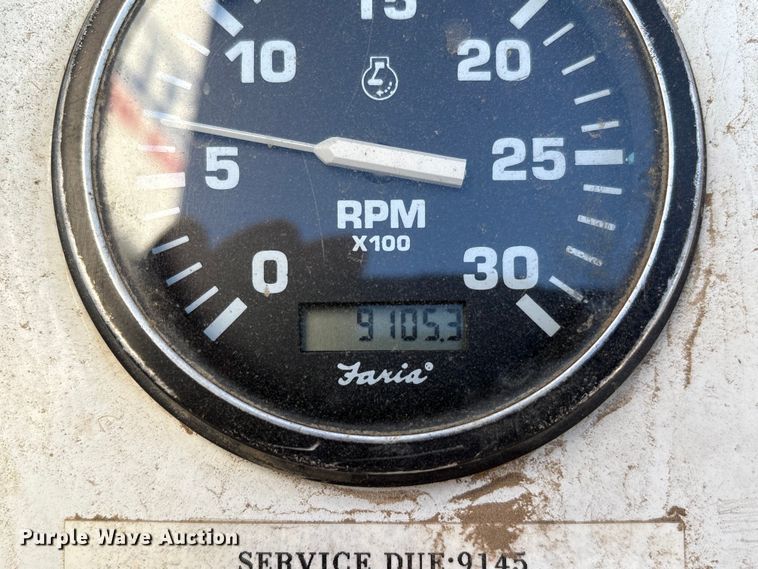 15
10
20
5
25
RPM
X100
0
30
9105.3
Faria®
Purple Wave Auction
SERVICE DUE:9145